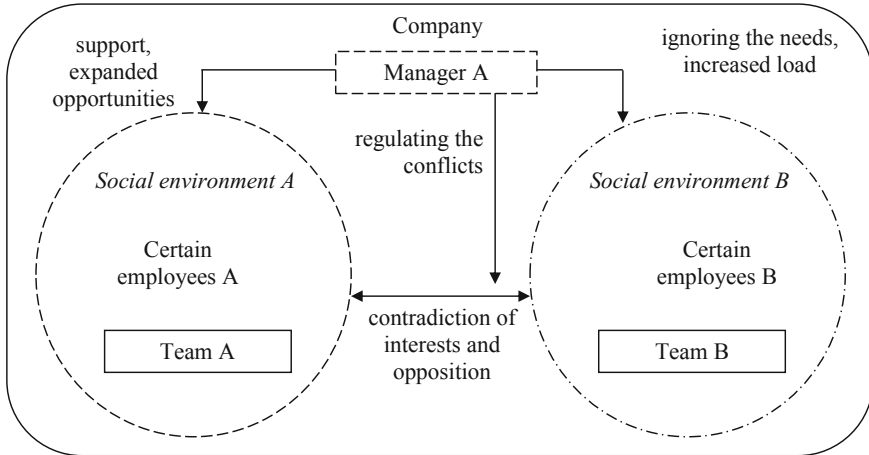 Company
support,
expanded
opportunities
Manager A
ignoring the needs,
increased load
regulating the
conflicts
Social environment A
Social environment B
Certain
employees A
Certain
employees B
contradiction of
interests and
opposition
Team A
Team B